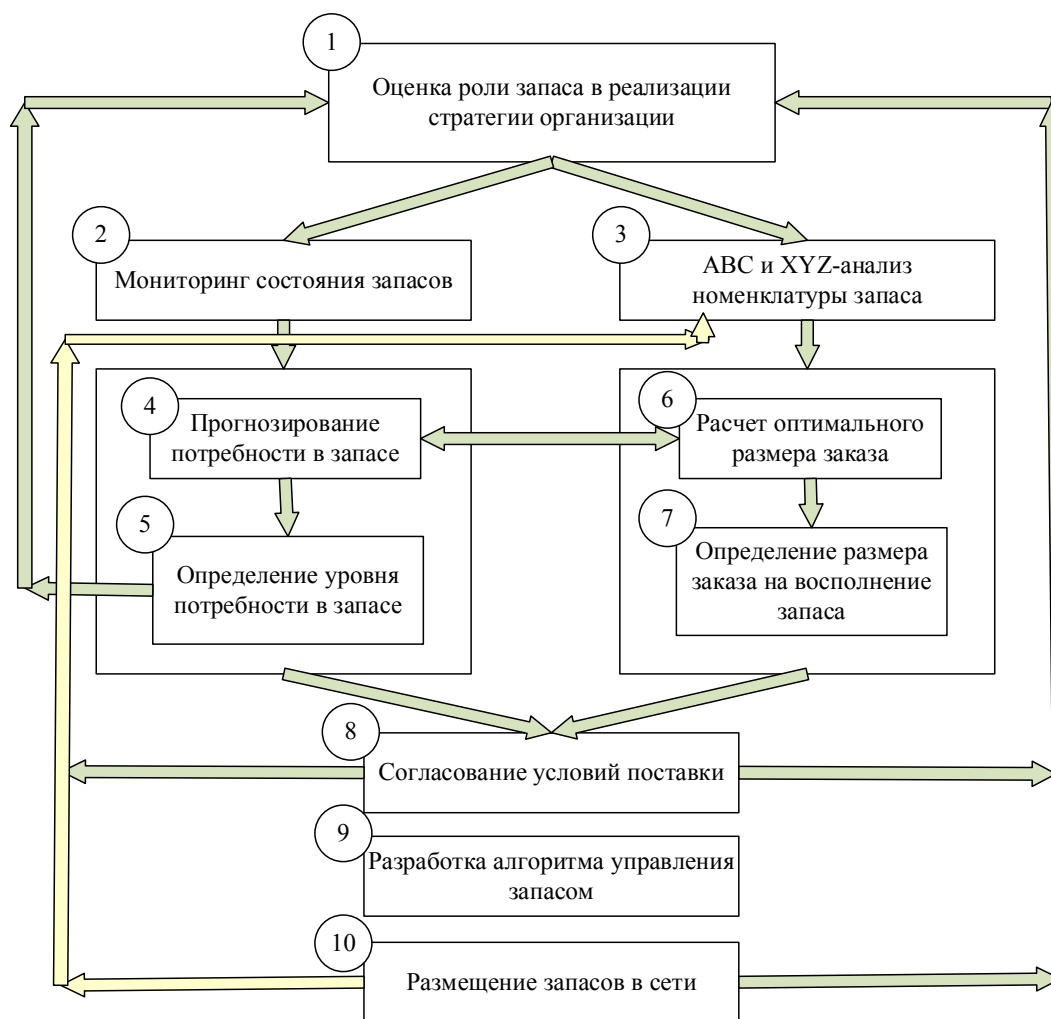 1
Оценка роли запаса в реализации
стратегии организации
2
Мониторинг состояния запасов
3
ABC и XYZ-анализ
номенклатуры запаса
4
Прогнозирование
потребности в запасе
5
Определение уровня
потребности в запасе
6
Расчет оптимального
размера заказа
7
Определение размера
заказа на восполнение
запаса
8
Согласование условий поставки
9
Разработка алгоритма управления
запасом
10
Размещение запасов в сети